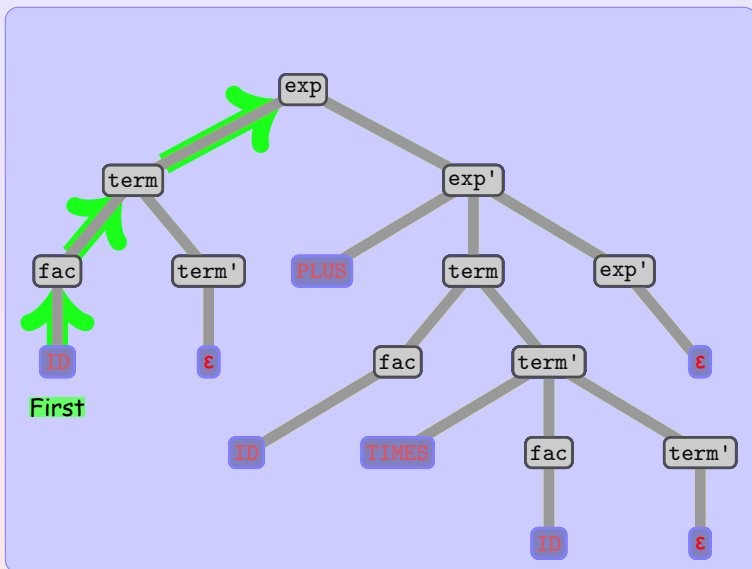 exp
term exp'
fac term' PLUS term exp'
ID ε fac term' ε
First
ID TIMES fac term'
ID ε